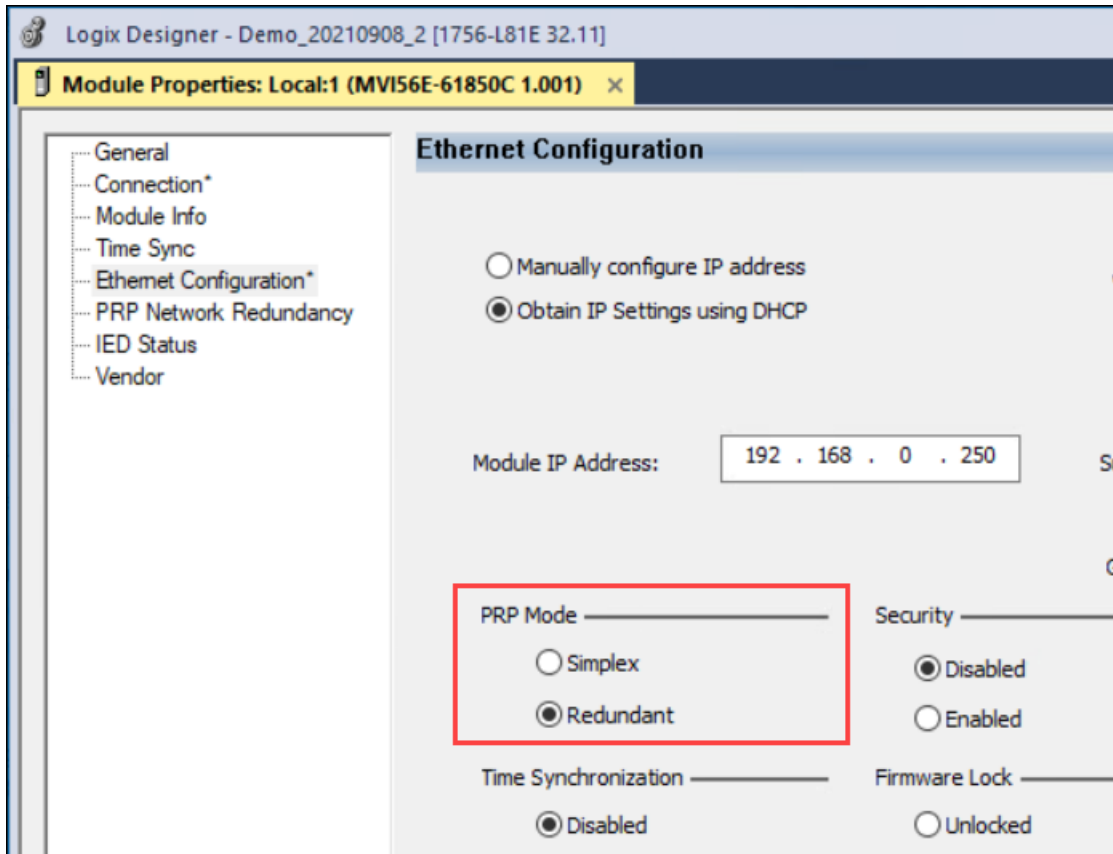 Logix Designer - Demo_20210908_2 [1756-L81E 32.11]
Module Properties: Local:1 (MVI56E-61850C 1.001) ×
General
Connection*
Module Info
Time Sync
Ethernet Configuration*
PRP Network Redundancy
IED Status
Vendor
Ethernet Configuration
Manually configure IP address
Obtain IP Settings using DHCP
Module IP Address: 192 . 168 . 0 . 250
PRP Mode
Simplex
Redundant
Security
Disabled
Enabled
Time Synchronization
Disabled
Firmware Lock
Unlocked